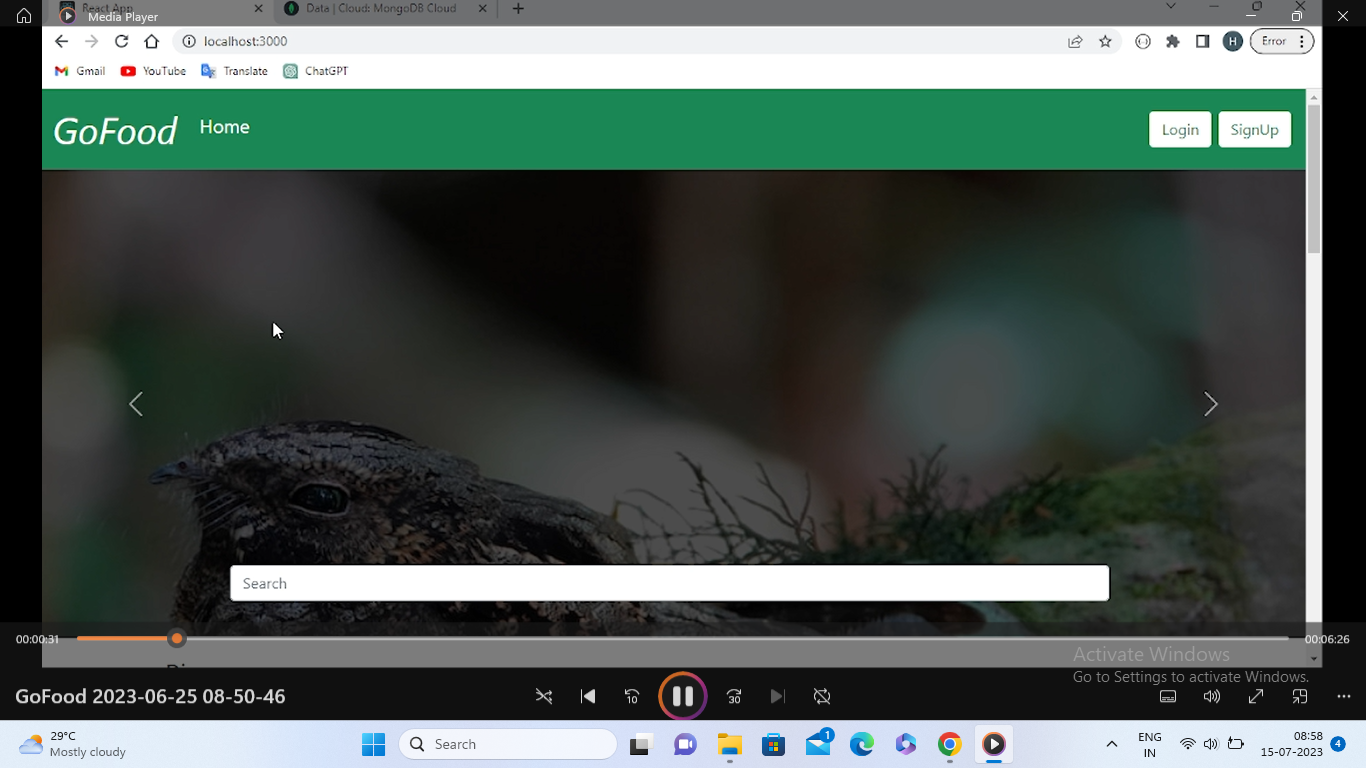 React App
Data | Cloud: MongoDB Cloud
Media Player
localhost:3000
Error
H
Gmail
YouTube
Translate
ChatGPT
GoFood
Home
Login
SignUp
Search
00:00:31
00:06:26
Activate Windows
Go to Settings to activate Windows.
GoFood 2023-06-25 08-50-46
10
30
29°C
Mostly cloudy
Search
1
ENG
IN
08:58
15-07-2023
4